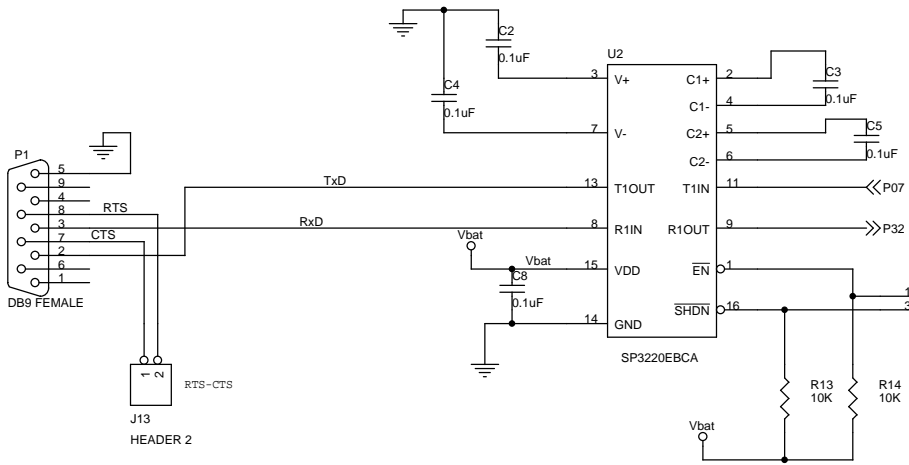 C2
0.1uF
C4
0.1uF
U2
3 V+
7 V-
13 T1OUT
8 R1IN
15 VDD
14 GND
C1+ 2
C1- 4
C2+ 5
C2- 6
T1IN 11
R1OUT 9
EN 1
SHDN 16
SP3220EBCA
C3
0.1uF
C5
0.1uF
P07
P32
1
3
P1
5
9
4
8
3
7
2
6
1
DB9 FEMALE
RTS
CTS
TxD
RxD
Vbat
Vbat
C8
0.1uF
1 2
RTS-CTS
J13
HEADER 2
R13
10K
R14
10K
Vbat